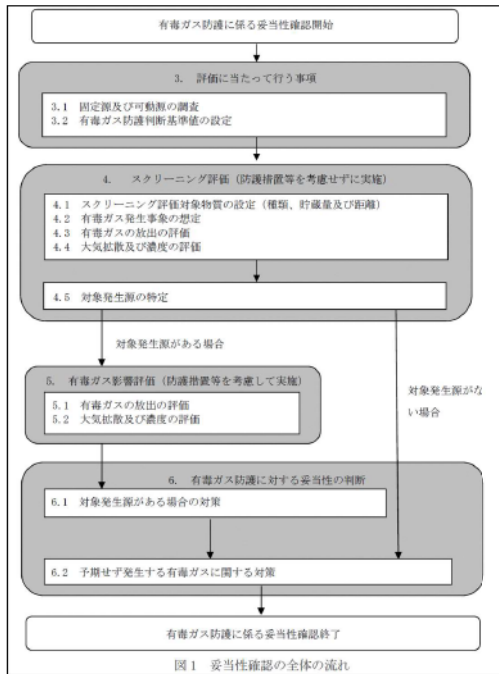 有毒ガス防護に係る妥当性確認開始
3. 評価に当たって行う事項
3.1 固定源及び可動源の調査
3.2 有毒ガス防護判断基準値の設定
4. スクリーニング評価（防護措置等を考慮せずに実施）
4.1 スクリーニング評価対象物質の設定（種類、貯蔵量及び距離）
4.2 有毒ガス発生事象の想定
4.3 有毒ガスの放出の評価
4.4 大気拡散及び濃度の評価
4.5 対象発生源の特定
対象発生源がある場合
5. 有毒ガス影響評価（防護措置等を考慮して実施）
5.1 有毒ガスの放出の評価
5.2 大気拡散及び濃度の評価
対象発生源がな
い場合
6. 有毒ガス防護に対する妥当性の判断
6.1 対象発生源がある場合の対策
6.2 予期せず発生する有毒ガスに関する対策
有毒ガス防護に係る妥当性確認終了
図1 妥当性確認の全体の流れ